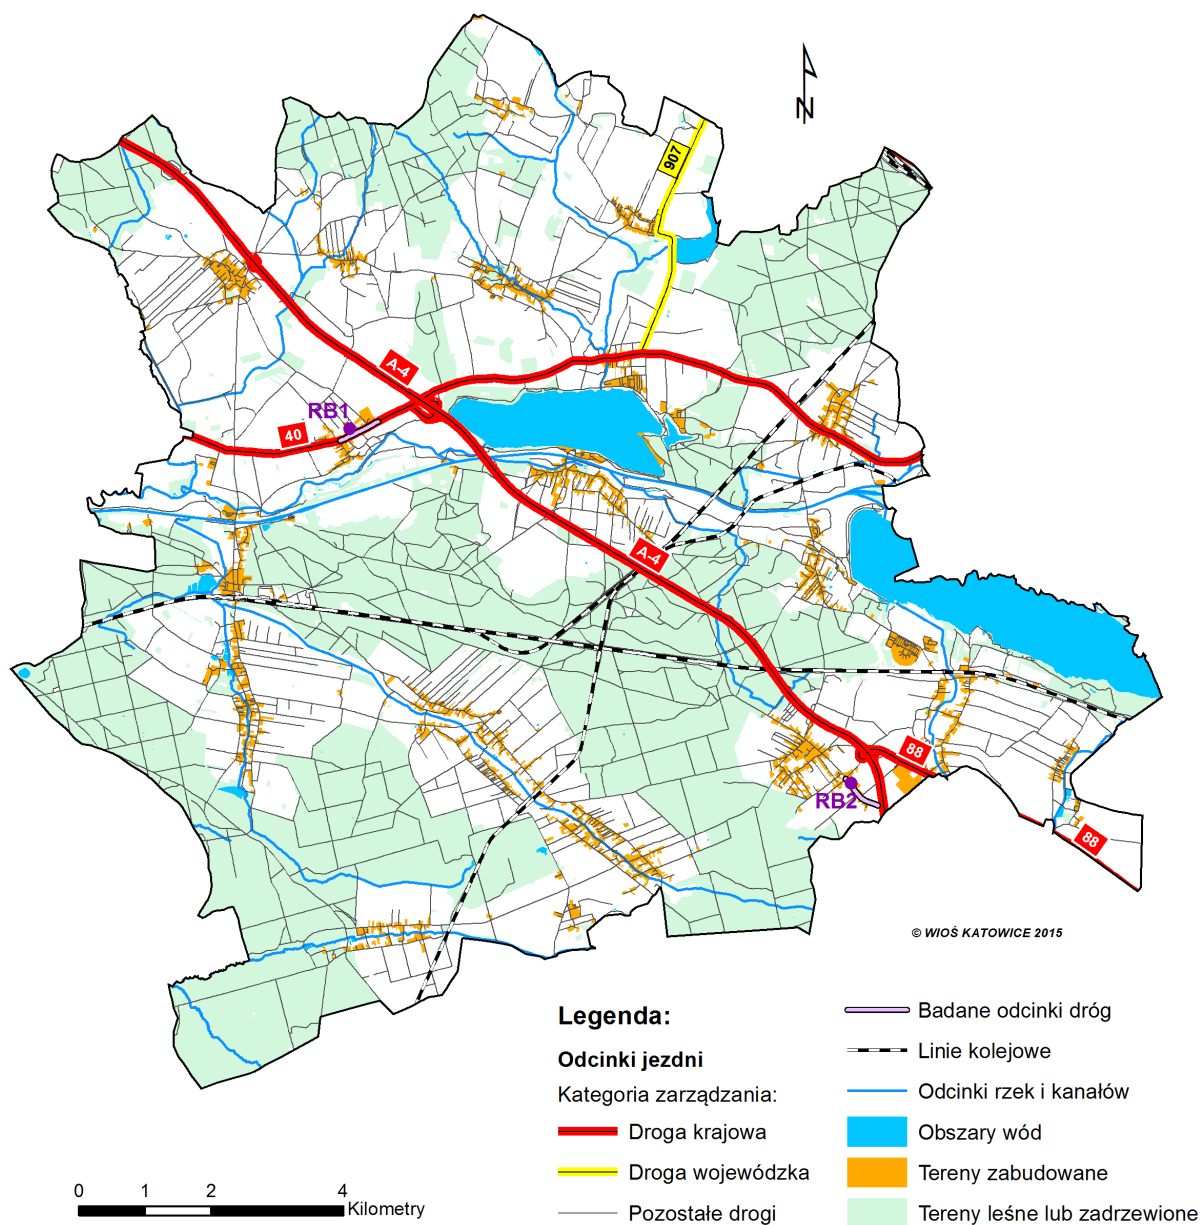 N
907
A-4
RB1
40
A-4
88
RB2
88
© WIOŚ KATOWICE 2015
Legenda:
Odcinki jezdni
Kategoria zarządzania:
Droga krajowa
Droga wojewódzka
Pozostałe drogi
Badane odcinki dróg
Linie kolejowe
Odcinki rzek i kanałów
Obszary wód
Tereny zabudowane
Tereny leśne lub zadrzewione
0 1 2 4
Kilometry